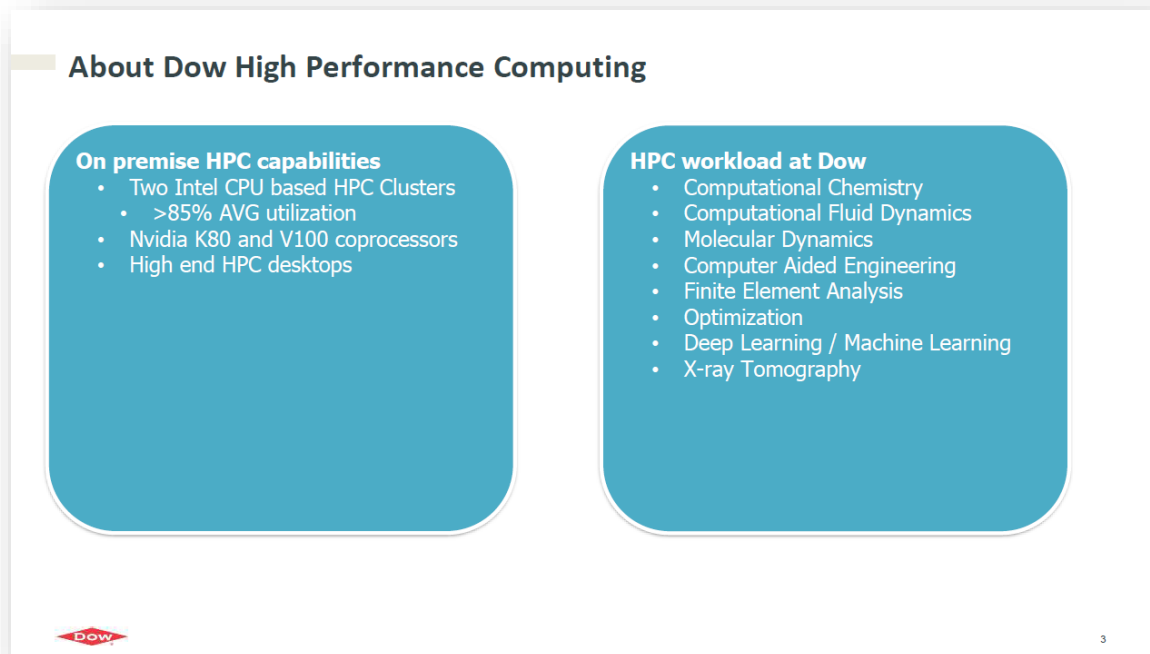 About Dow High Performance Computing
On premise HPC capabilities
• Two Intel CPU based HPC Clusters
• >85% AVG utilization
• Nvidia K80 and V100 coprocessors
• High end HPC desktops
HPC workload at Dow
• Computational Chemistry
• Computational Fluid Dynamics
• Molecular Dynamics
• Computer Aided Engineering
• Finite Element Analysis
• Optimization
• Deep Learning / Machine Learning
• X-ray Tomography
Dow
3